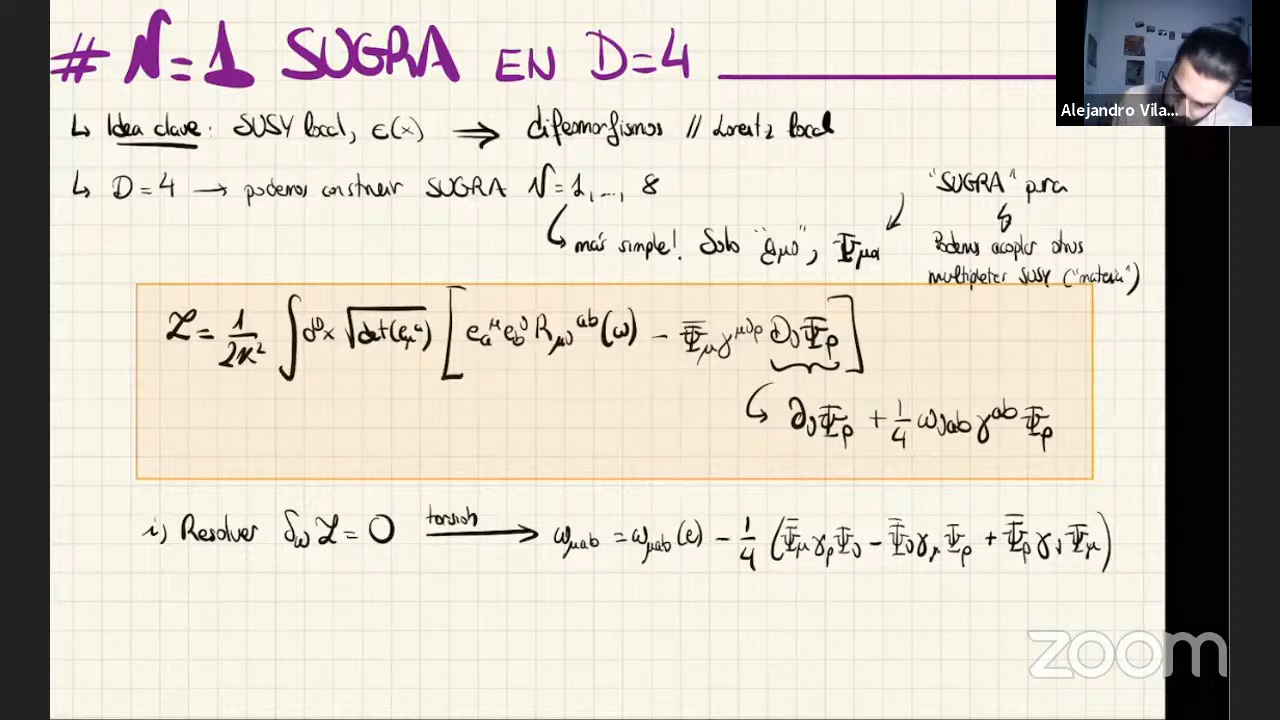 # N=1 SUGRA EN D=4
↳ Idea clave: SUSY local, ϵ(x) ⟹ difeomorfismos // Lorentz local
↳ D=4 → podemos construir SUGRA N=1, ..., 8
"SUGRA" pura
↳ más simple! Solo "gμν", Ψμα
Podemos acoplar otros
multipletes SUSY ("materia")
ℒ = 1/2κ² ∫ d^D x √det(e_μ^a) [ e_a^μ e_b^ν R_μν^ab(ω) − Ψ̄_μ γ^μνρ D_ν Ψ_ρ ]
↳ ∂_ν Ψ_ρ + 1/4 ω_νab γ^ab Ψ_ρ
i) Resolver δ_ω ℒ = 0 torsión → ω_μab = ω_μab(e) − 1/4 (Ψ̄_μ γ_ρ Ψ_ν − Ψ̄_ν γ_μ Ψ_ρ + Ψ̄_ρ γ_ν Ψ_μ)
Alejandro Vila...
zoom